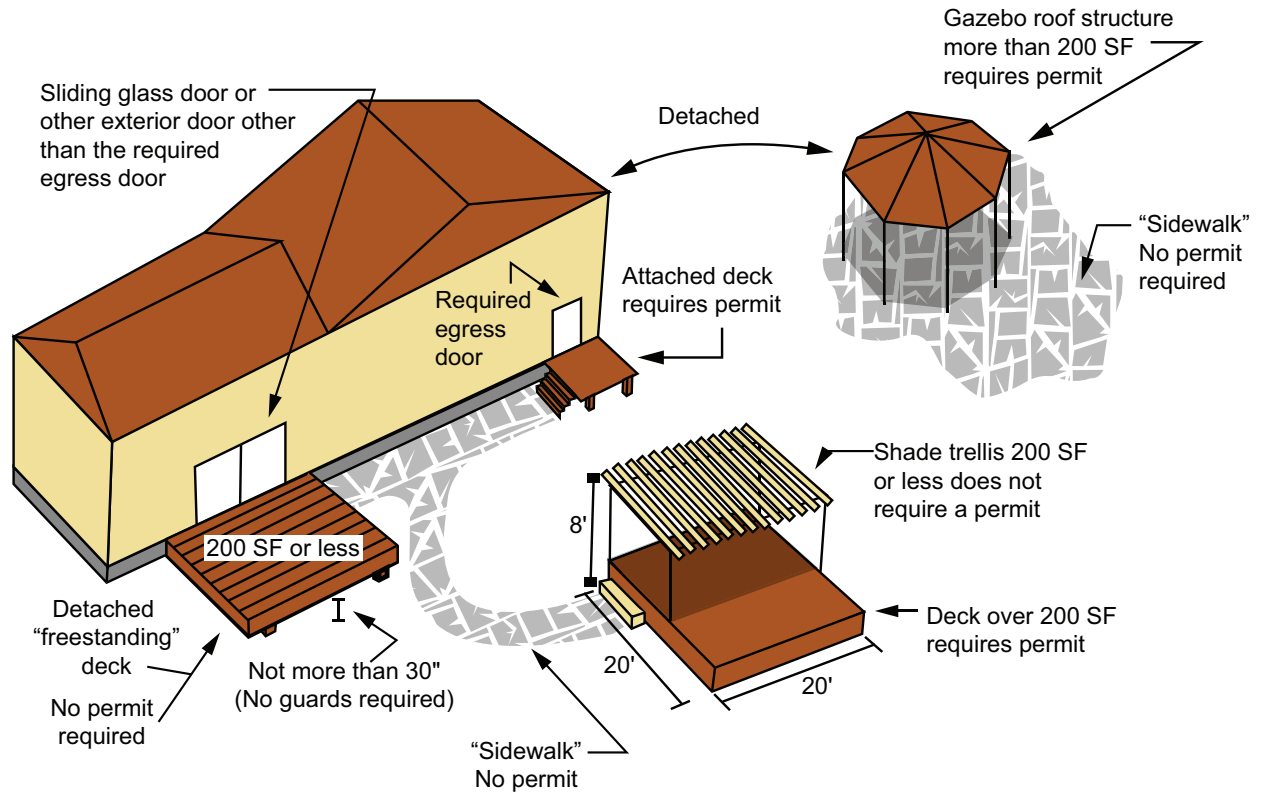 Gazebo roof structure
more than 200 SF
requires permit
Sliding glass door or
other exterior door other
than the required
egress door
Detached
“Sidewalk”
No permit
required
Attached deck
requires permit
Required
egress
door
Shade trellis 200 SF
or less does not
require a permit
8'
200 SF or less
Detached
“freestanding”
deck
No permit
required
Not more than 30"
(No guards required)
Deck over 200 SF
requires permit
20'
20'
“Sidewalk”
No permit